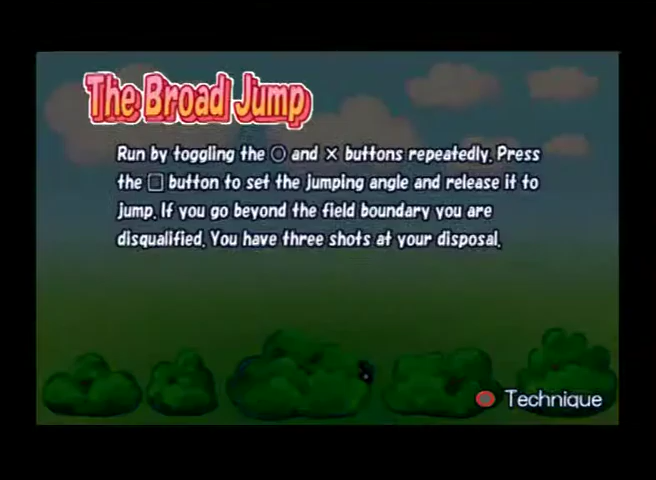 The Broad Jump
Run by toggling the ○ and × buttons repeatedly. Press
the □ button to set the jumping angle and release it to
jump. If you go beyond the field boundary you are
disqualified. You have three shots at your disposal.
Technique